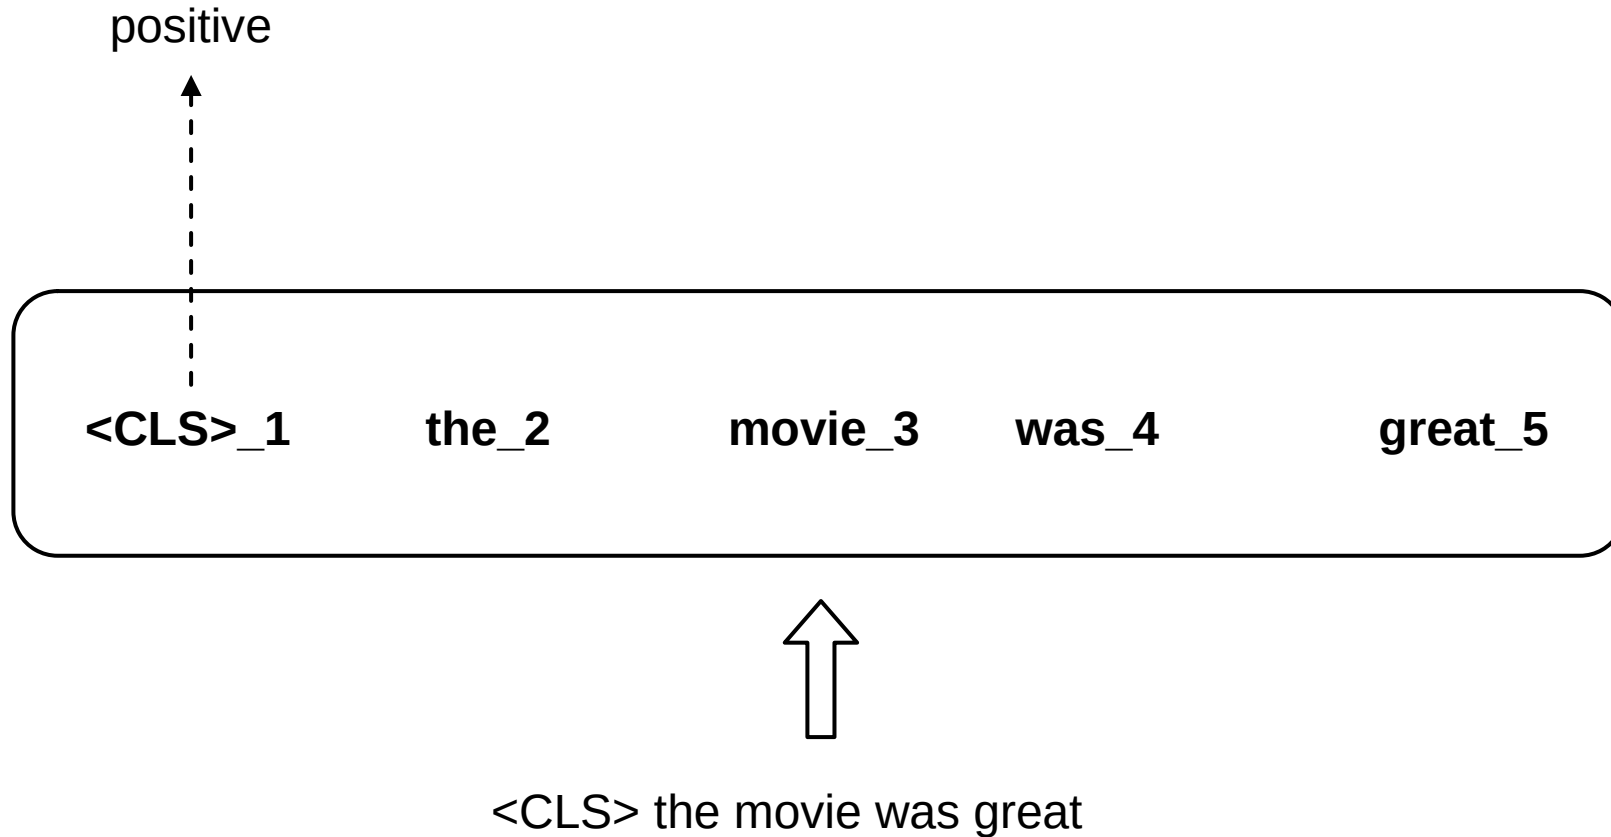 positive
<CLS>_1 the_2 movie_3 was_4 great_5
<CLS> the movie was great